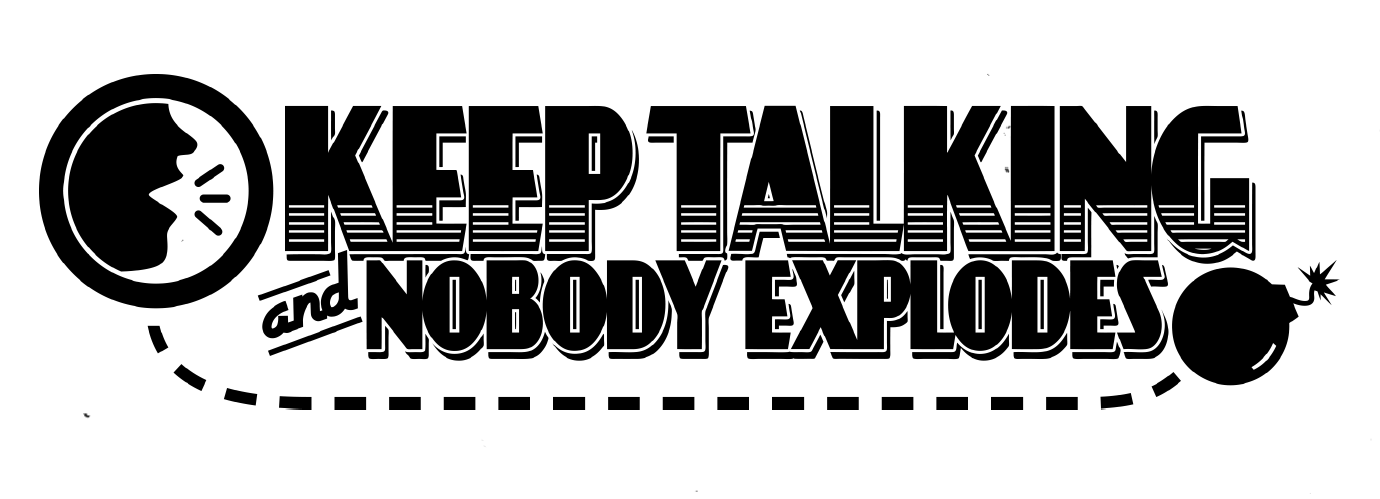 KEEP TALKING
and NOBODY EXPLODES